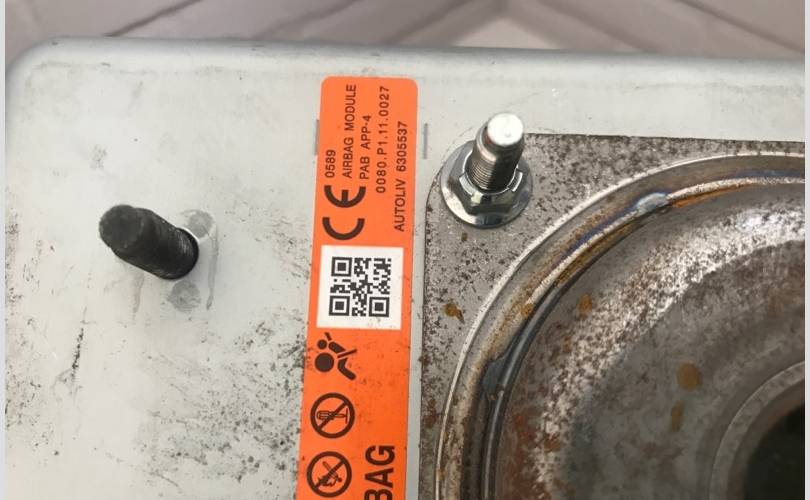 CE 0589
AIRBAG MODULE
PAB APP-4
0080.P1.11.0027
AUTOLIV 6305537
BAG